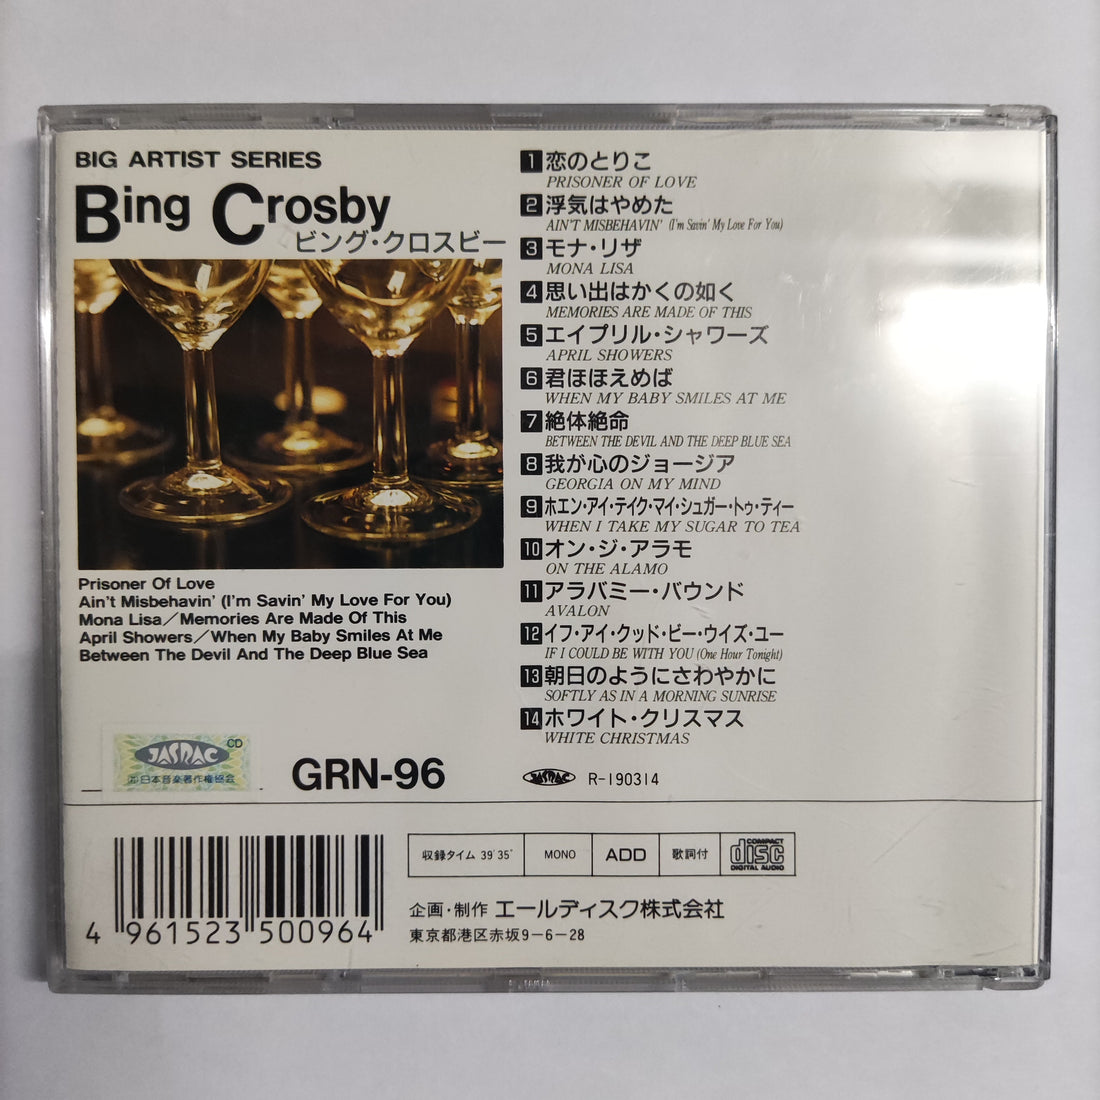 BIG ARTIST SERIES
Bing Crosby
ビング・クロスビー
Prisoner Of Love
Ain't Misbehavin' (I'm Savin' My Love For You)
Mona Lisa／Memories Are Made Of This
April Showers／When My Baby Smiles At Me
Between The Devil And The Deep Blue Sea
JASRAC CD
㈳日本音楽著作権協会
GRN-96
1 恋のとりこ
PRISONER OF LOVE
2 浮気はやめた
AIN'T MISBEHAVIN' (I'm Savin' My Love For You)
3 モナ・リザ
MONA LISA
4 思い出はかくの如く
MEMORIES ARE MADE OF THIS
5 エイプリル・シャワーズ
APRIL SHOWERS
6 君ほほえめば
WHEN MY BABY SMILES AT ME
7 絶体絶命
BETWEEN THE DEVIL AND THE DEEP BLUE SEA
8 我が心のジョージア
GEORGIA ON MY MIND
9 ホエン・アイ・テイク・マイ・シュガー・トゥ・ティー
WHEN I TAKE MY SUGAR TO TEA
10 オン・ジ・アラモ
ON THE ALAMO
11 アラバミー・バウンド
AVALON
12 イフ・アイ・クッド・ビー・ウイズ・ユー
IF I COULD BE WITH YOU (One Hour Tonight)
13 朝日のようにさわやかに
SOFTLY AS IN A MORNING SUNRISE
14 ホワイト・クリスマス
WHITE CHRISTMAS
JASRAC R-190314
収録タイム 39'35" MONO ADD 歌詞付 COMPACT disc DIGITAL AUDIO
企画・制作 エールディスク株式会社
東京都港区赤坂9-6-28
4 961523 500964